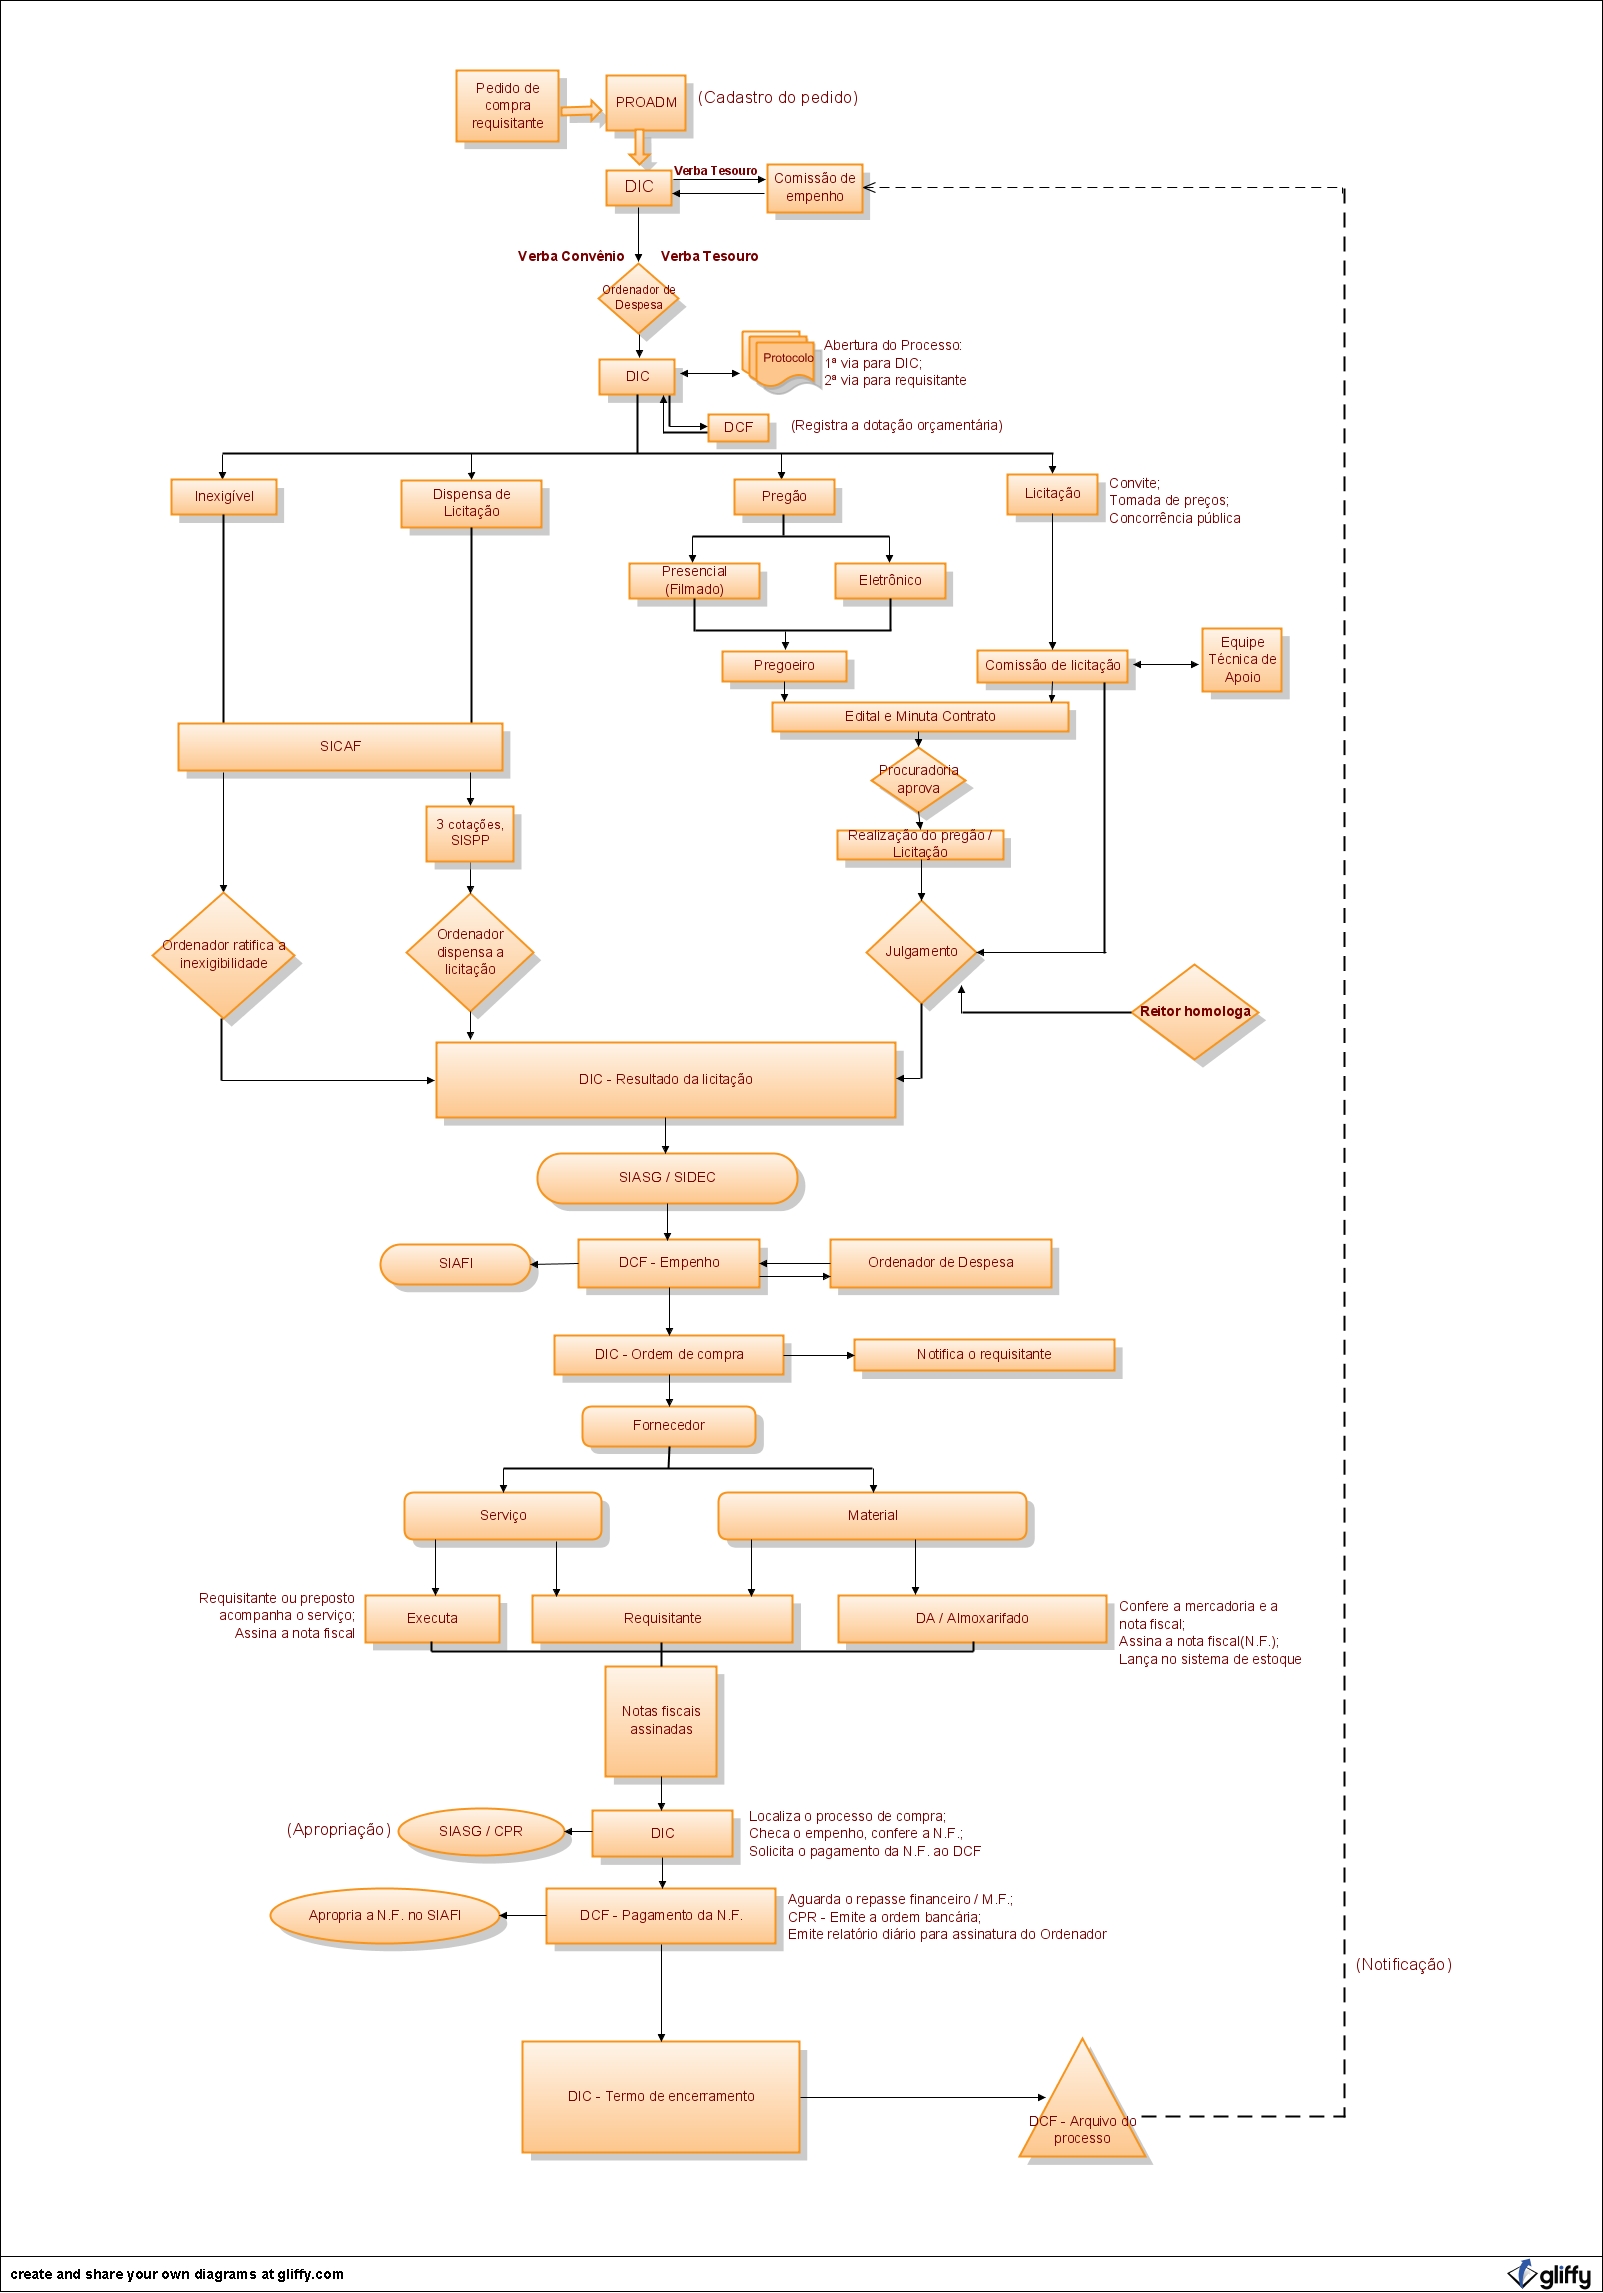 Pedido de
compra
requisitante
PROADM
(Cadastro do pedido)
DIC
Verba Tesouro
Comissão de
empenho
Verba Convênio
Verba Tesouro
Ordenador de
Despesa
DIC
Protocolo
Abertura do Processo:
1ª via para DIC;
2ª via para requisitante
DCF
(Registra a dotação orçamentária)
Inexigível
Dispensa de
Licitação
Pregão
Licitação
Convite;
Tomada de preços;
Concorrência pública
Presencial
(Filmado)
Eletrônico
Pregoeiro
Comissão de licitação
Equipe
Técnica de
Apoio
Edital e Minuta Contrato
SICAF
Procuradoria
aprova
3 cotações,
SISPP
Realização do pregão /
Licitação
Ordenador ratifica a
inexigibilidade
Ordenador
dispensa a
licitação
Julgamento
Reitor homologa
DIC - Resultado da licitação
SIASG / SIDEC
SIAFI
DCF - Empenho
Ordenador de Despesa
DIC - Ordem de compra
Notifica o requisitante
Fornecedor
Serviço
Material
Requisitante ou preposto
acompanha o serviço;
Assina a nota fiscal
Executa
Requisitante
DA / Almoxarifado
Confere a mercadoria e a
nota fiscal;
Assina a nota fiscal(N.F.);
Lança no sistema de estoque
Notas fiscais
assinadas
(Apropriação)
SIASG / CPR
DIC
Localiza o processo de compra;
Checa o empenho, confere a N.F.;
Solicita o pagamento da N.F. ao DCF
Apropria a N.F. no SIAFI
DCF - Pagamento da N.F.
Aguarda o repasse financeiro / M.F.;
CPR - Emite a ordem bancária;
Emite relatório diário para assinatura do Ordenador
(Notificação)
DIC - Termo de encerramento
DCF - Arquivo do
processo
create and share your own diagrams at gliffy.com
gliffy